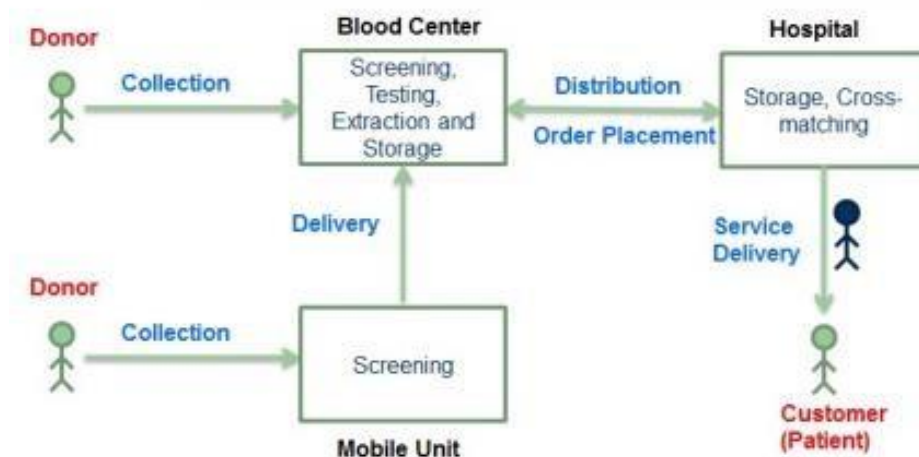 Blood Center
Hospital
Donor
Collection
Screening,
Testing,
Extraction and
Storage
Distribution
Order Placement
Storage, Cross-
matching
Delivery
Service
Delivery
Donor
Collection
Screening
Mobile Unit
Customer
(Patient)